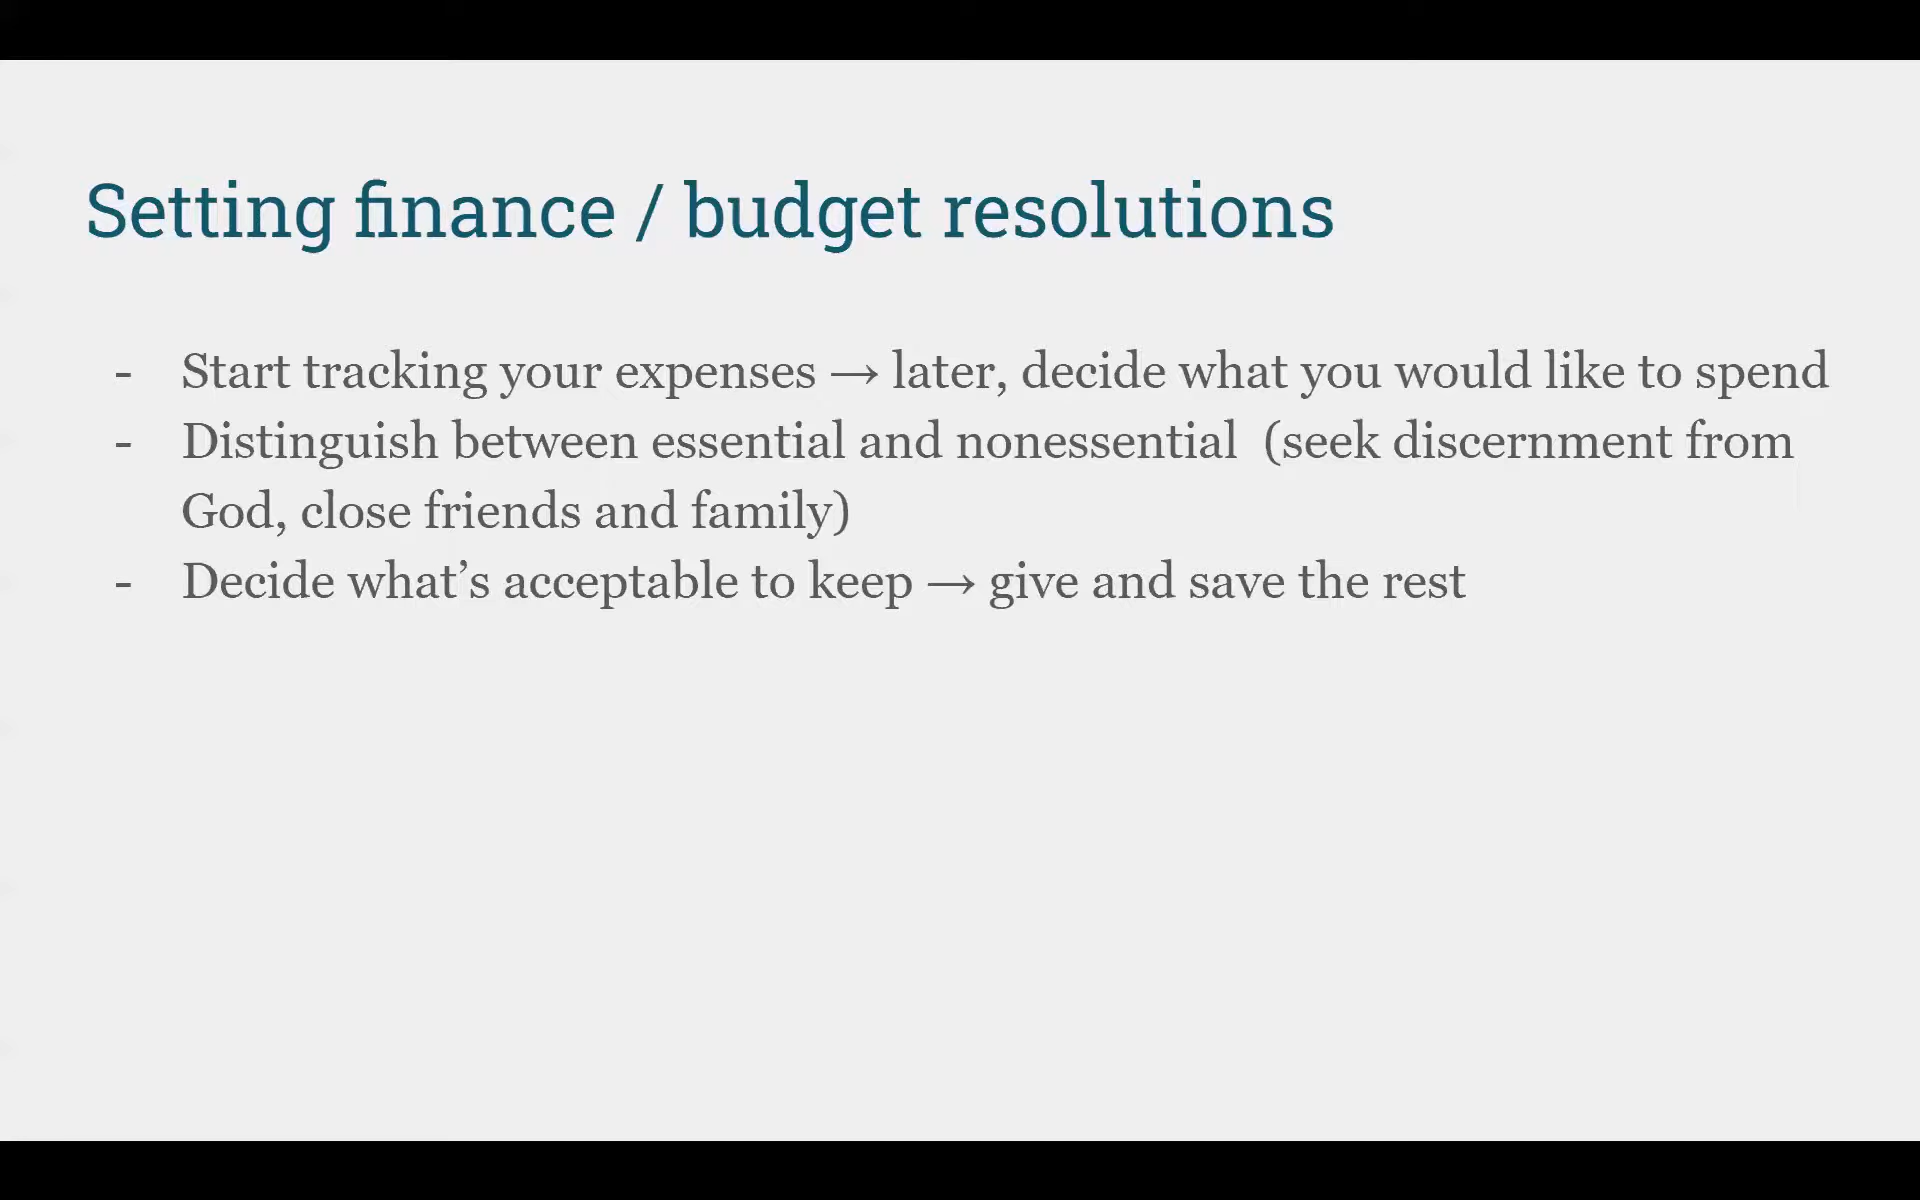 Setting finance / budget resolutions
- Start tracking your expenses → later, decide what you would like to spend
- Distinguish between essential and nonessential  (seek discernment from
God, close friends and family)
- Decide what’s acceptable to keep → give and save the rest